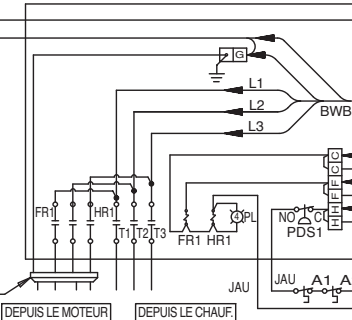 G
L1
L2
BWB
L3
C
C
F
F
H
H
FR1
HR1
T1
T2
T3
4
PL
FR1
HR1
NO
C
PDS1
JAU
JAU
A1
A
DEPUIS LE MOTEUR
DEPUIS LE CHAUF.